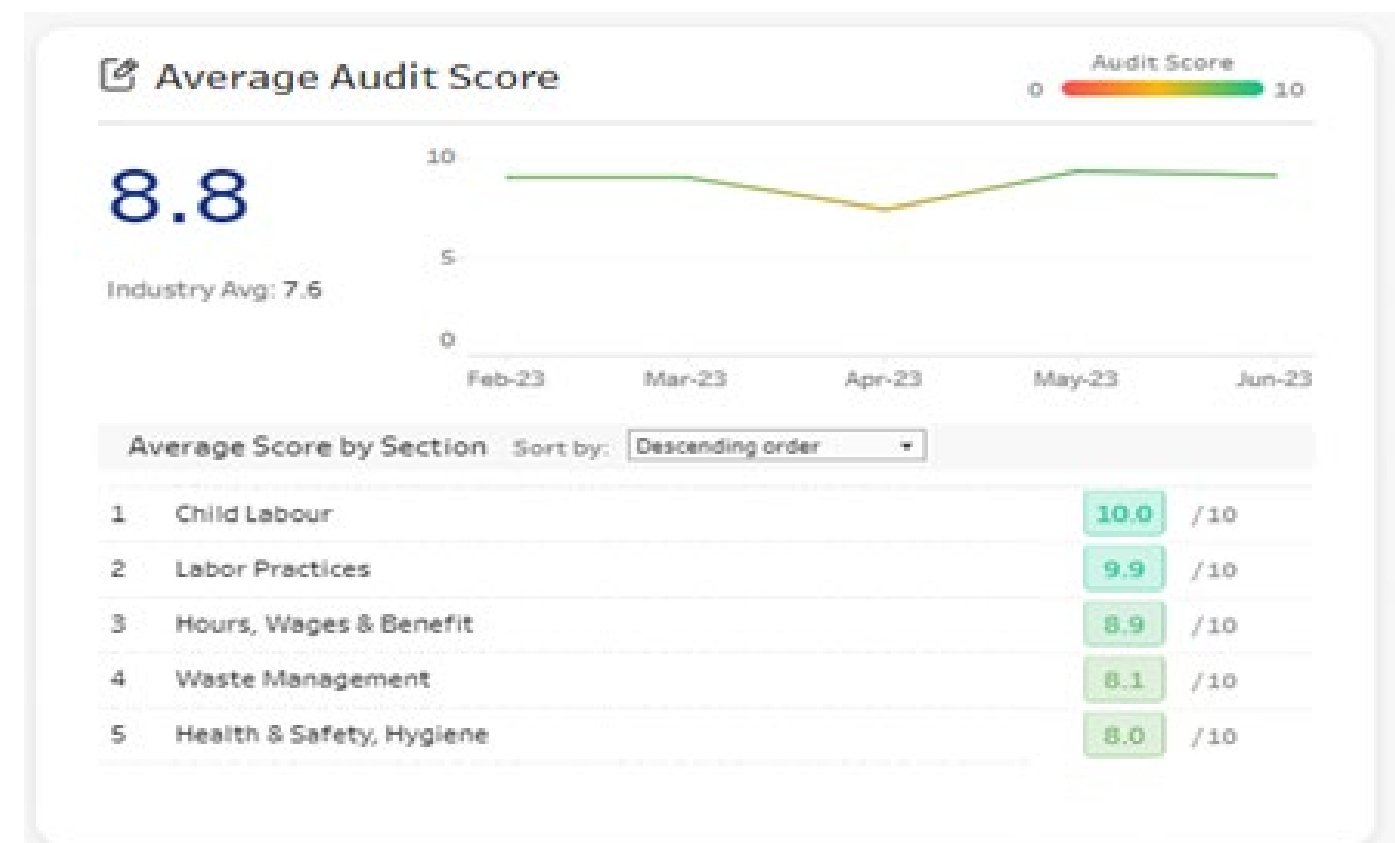 Average Audit Score
Audit Score
0 10
8.8
Industry Avg: 7.6
10
5
0
Feb-23 Mar-23 Apr-23 May-23 Jun-23
Average Score by Section Sort by: Descending order
1 Child Labour 10.0 /10
2 Labor Practices 9.9 /10
3 Hours, Wages & Benefit 8.9 /10
4 Waste Management 8.1 /10
5 Health & Safety, Hygiene 8.0 /10